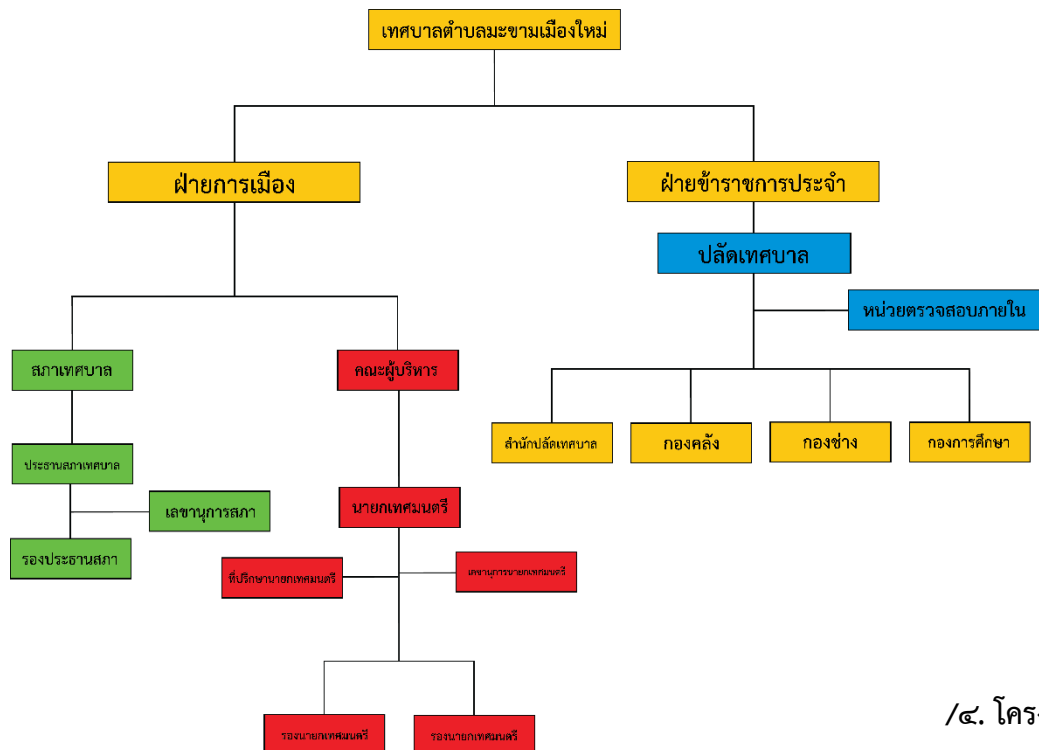 เทศบาลตำบลมะขามเมืองใหม่
ฝ่ายการเมือง
ฝ่ายข้าราชการประจำ
ปลัดเทศบาล
หน่วยตรวจสอบภายใน
สภาเทศบาล
คณะผู้บริหาร
สำนักปลัดเทศบาล
กองคลัง
กองช่าง
กองการศึกษา
ประธานสภาเทศบาล
เลขานุการสภา
นายกเทศมนตรี
รองประธานสภา
ที่ปรึกษานายกเทศมนตรี
เลขานุการนายกเทศมนตรี
รองนายกเทศมนตรี
รองนายกเทศมนตรี
/๔. โครง